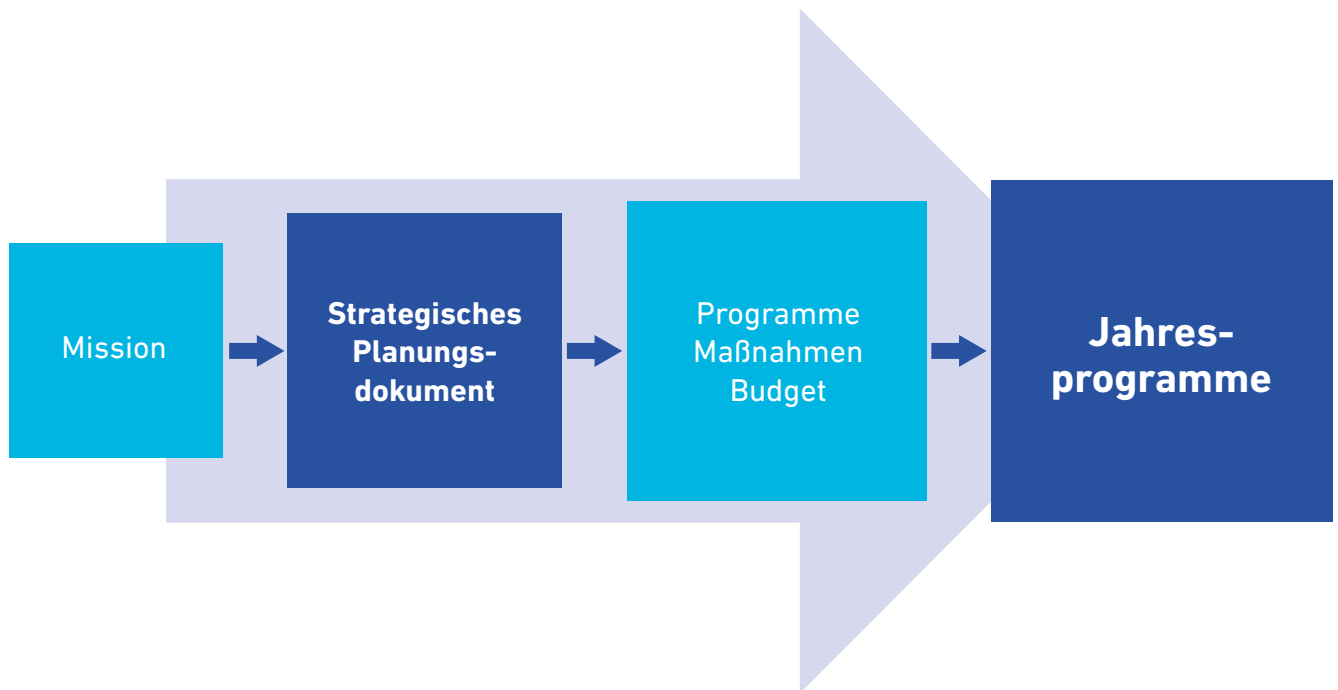 Mission
Strategisches
Planungs-
dokument
Programme
Maßnahmen
Budget
Jahres-
programme